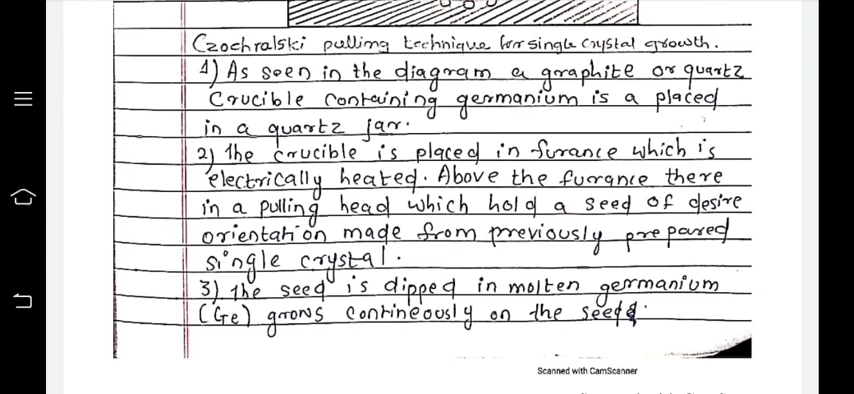 Czochralski pulling technique for single crystal growth.
1) As seen in the diagram a graphite or quartz
Crucible containing germanium is a placed
in a quartz jar.
2) The crucible is placed in furance which is
electrically heated. Above the furrance there
in a pulling head which hold a seed of desire
orientation made from previously prepared
single crystal.
3) The seed is dipped in molten germanium
(Ge) grows contineously on the seed.
Scanned with CamScanner